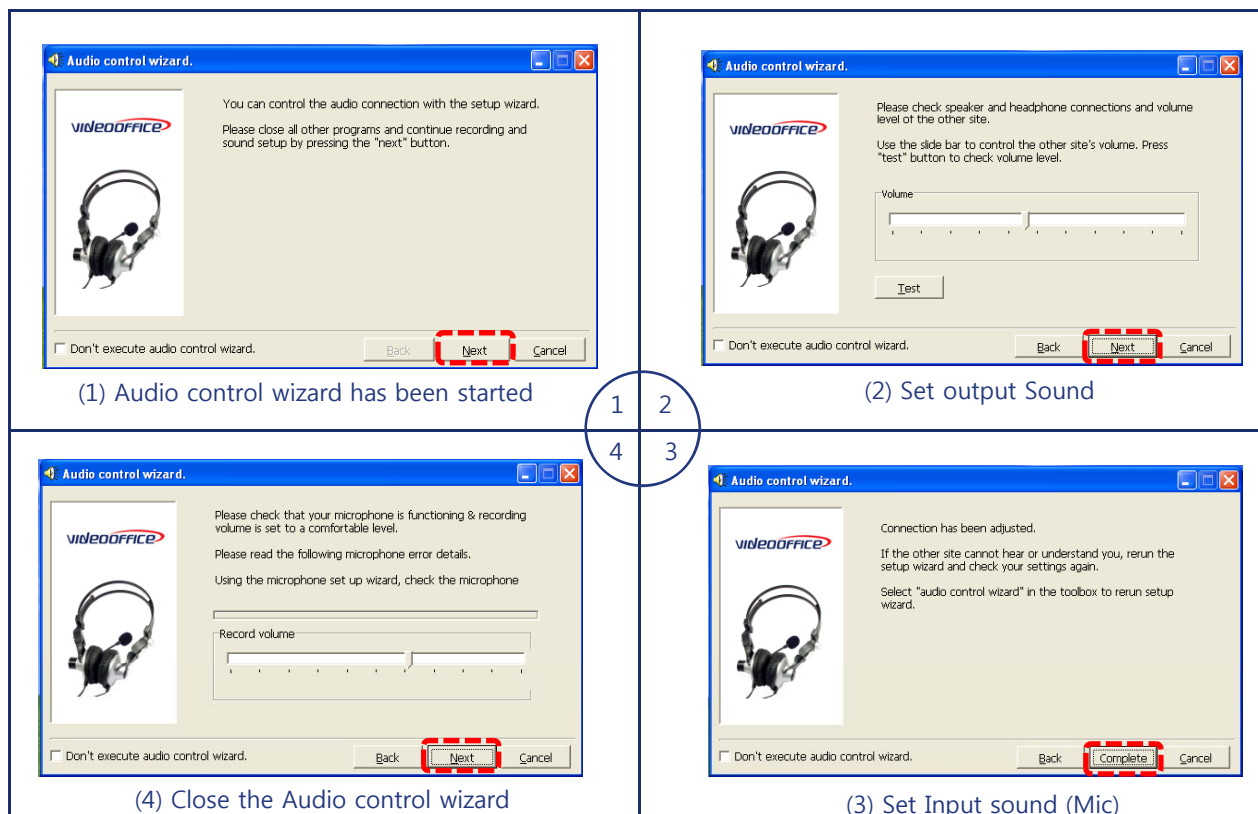 Audio control wizard.
VIDEOOFFICE
You can control the audio connection with the setup wizard.
Please close all other programs and continue recording and
sound setup by pressing the "next" button.
Don't execute audio control wizard.
Back
Next
Cancel
(1) Audio control wizard has been started
Audio control wizard.
VIDEOOFFICE
Please check speaker and headphone connections and volume
level of the other site.
Use the slide bar to control the other site's volume. Press
"test" button to check volume level.
Volume
Test
Don't execute audio control wizard.
Back
Next
Cancel
(2) Set output Sound
1
2
4
3
Audio control wizard.
VIDEOOFFICE
Please check that your microphone is functioning & recording
volume is set to a comfortable level.
Please read the following microphone error details.
Using the microphone set up wizard, check the microphone
Record volume
Don't execute audio control wizard.
Back
Next
Cancel
(4) Close the Audio control wizard
Audio control wizard.
VIDEOOFFICE
Connection has been adjusted.
If the other site cannot hear or understand you, rerun the
setup wizard and check your settings again.
Select "audio control wizard" in the toolbox to rerun setup
wizard.
Don't execute audio control wizard.
Back
Complete
Cancel
(3) Set Input sound (Mic)